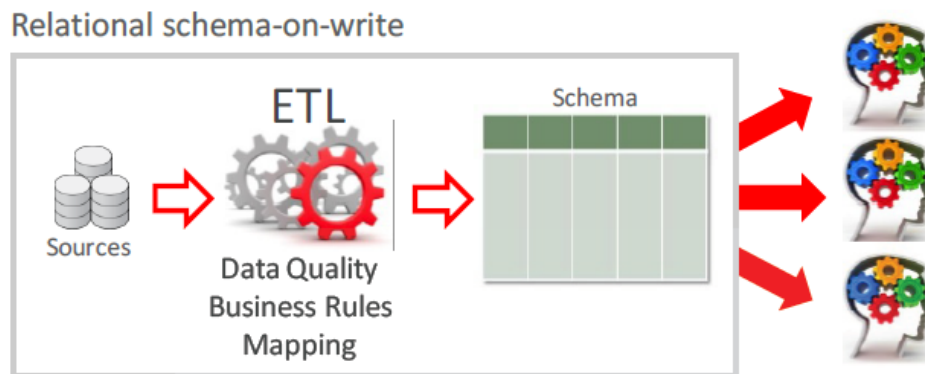 Relational schema-on-write
ETL
Schema
Sources
Data Quality
Business Rules
Mapping